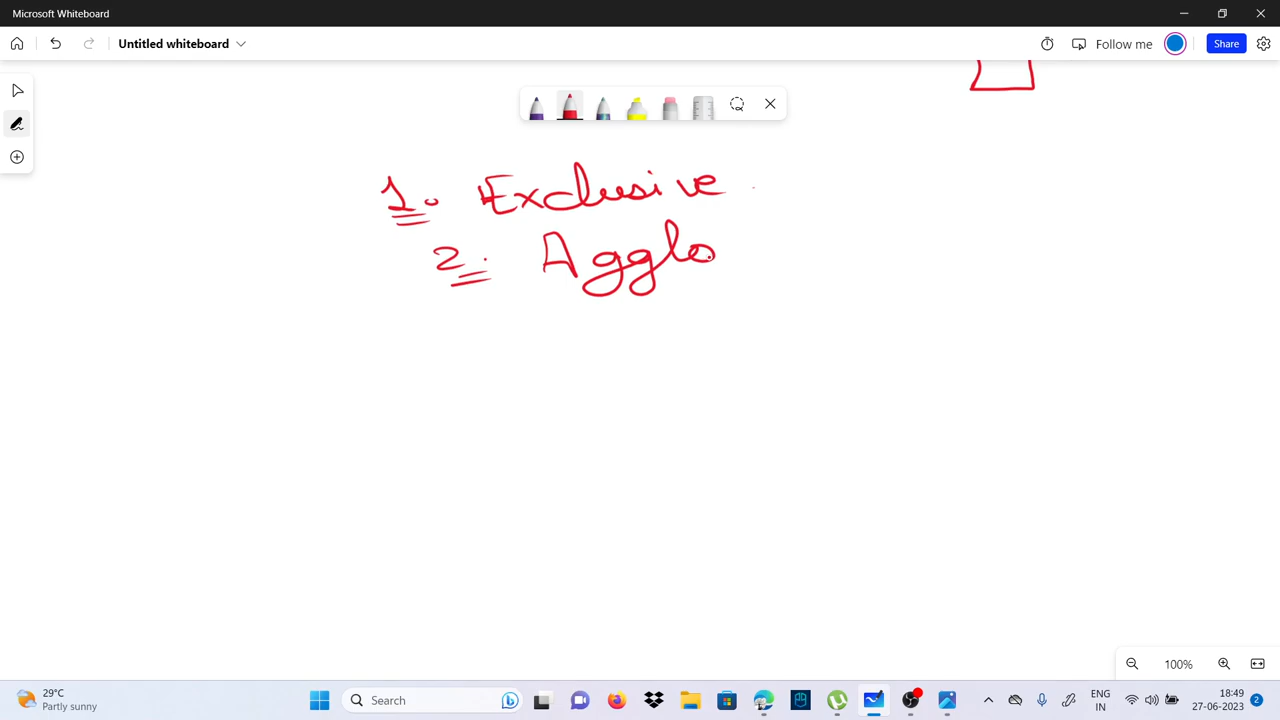 Microsoft Whiteboard
Untitled whiteboard
Follow me
Share
1. Exclusive
2. Agglo
100%
29°C
Partly sunny
Search
ENG
IN
18:49
27-06-2023
2